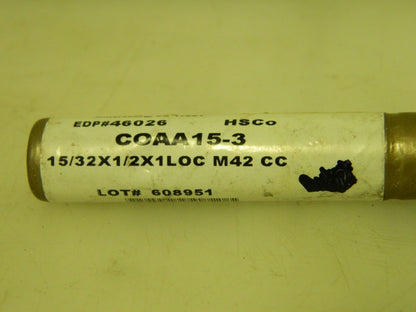 EDP#46026 HSCo
COAA15-3
15/32X1/2X1LOC M42 CC
LOT# 608951